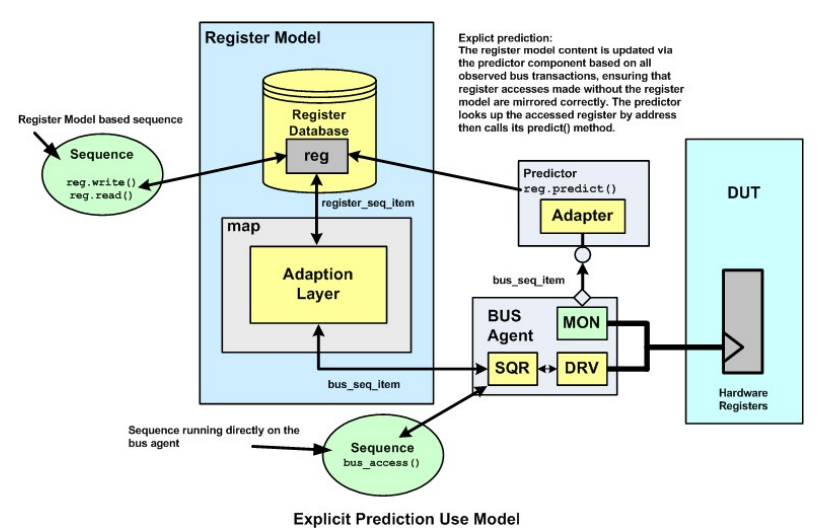 Register Model
Explict prediction:
The register model content is updated via
the predictor component based on all
observed bus transactions, ensuring that
register accesses made without the register
model are mirrored correctly. The predictor
looks up the accessed register by address
then calls its predict() method.
Register Model based sequence
Sequence
reg.write()
reg.read()
Register
Database
reg
register_seq_item
map
Adaption
Layer
bus_seq_item
Predictor
reg.predict()
Adapter
bus_seq_item
BUS
Agent
MON
SQR
DRV
DUT
Hardware
Registers
Sequence running directly on the
bus agent
Sequence
bus_access()
Explicit Prediction Use Model